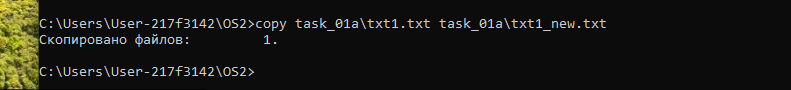 C:\Users\User-217f3142\OS2>copy task_01a\txt1.txt task_01a\txt1_new.txt
Скопировано файлов:         1.
C:\Users\User-217f3142\OS2>